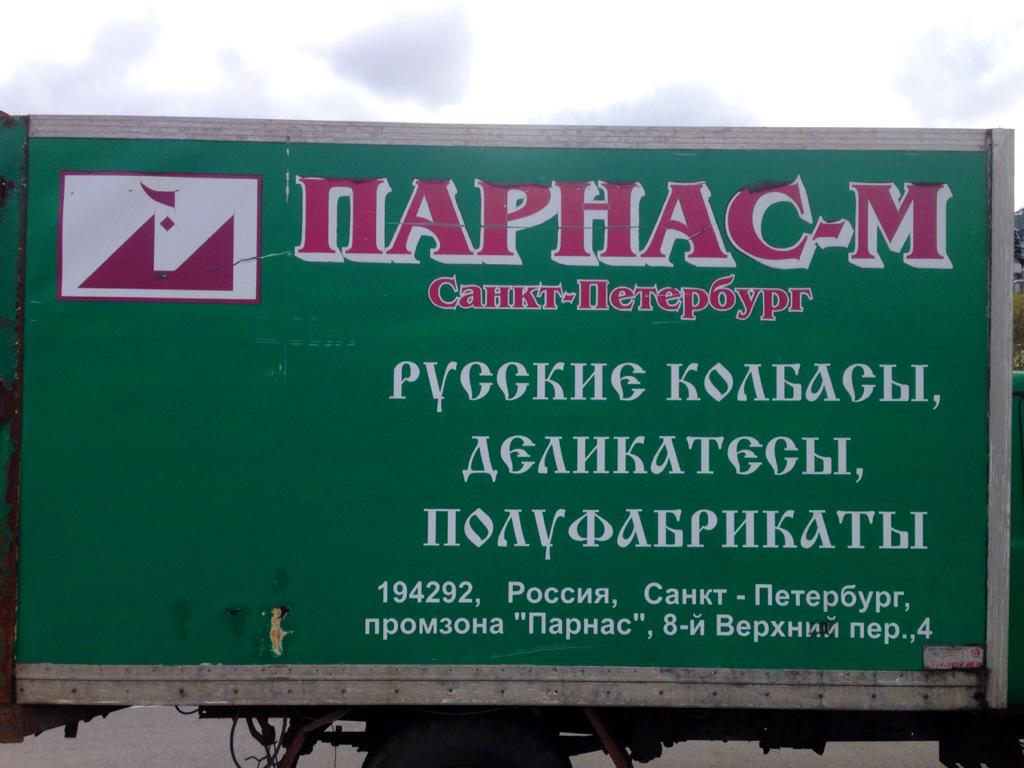 ПАРНАС-М
Санкт-Петербург
РУССКИЕ КОЛБАСЫ,
ДЕЛИКАТЕСЫ,
ПОЛУФАБРИКАТЫ
194292, Россия, Санкт - Петербург,
промзона "Парнас", 8-й Верхний пер.,4